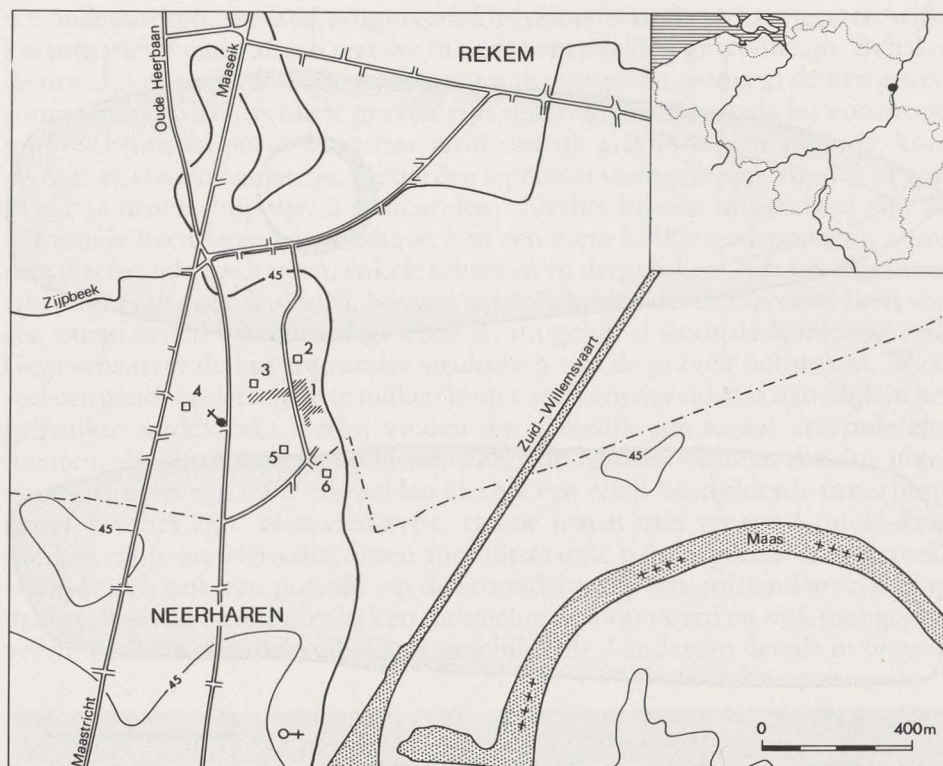 Oude Heerbaan
Maaseik
REKEM
Zijpbeek
45
2
3
1
4
x
5
6
Zuid-Willemsvaart
45
45
Maas
NEERHAREN
45
Maastricht
0 400m